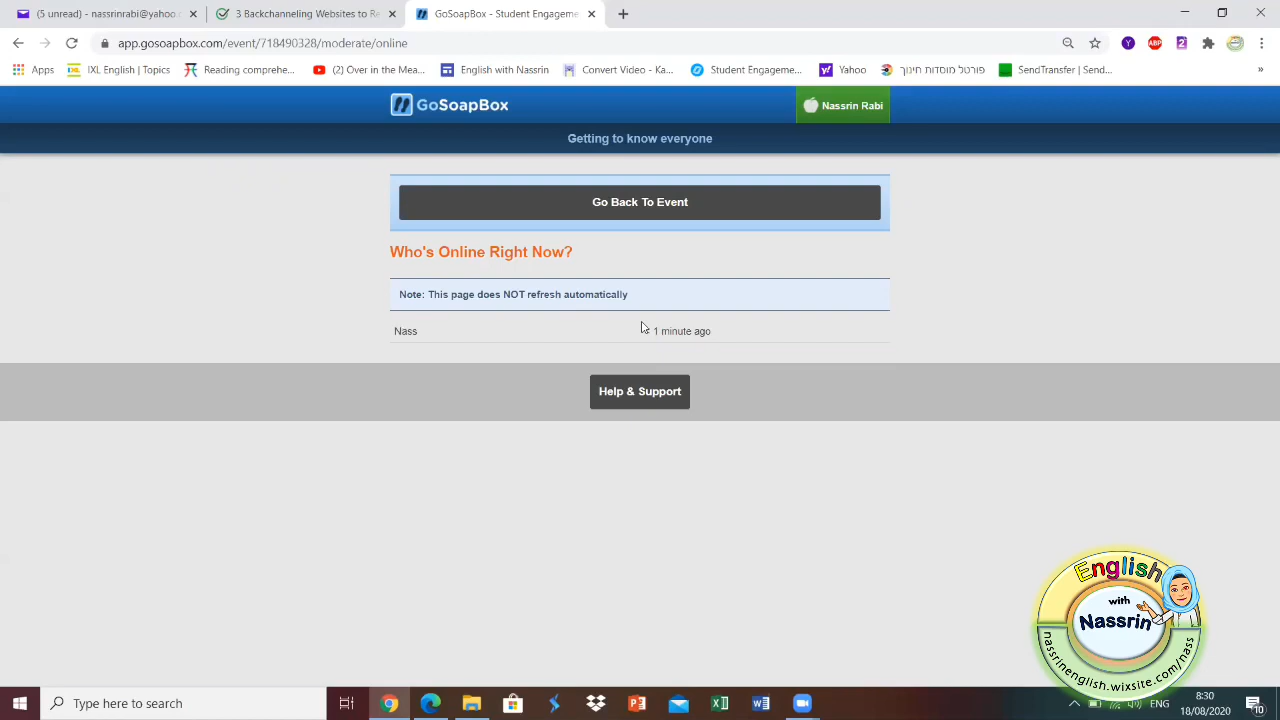 (5 unread) - nassrinrabi@yahoo.c
3 Backchanneling Websites to Re
GoSoapBox - Student Engageme
app.gosoapbox.com/event/718490328/moderate/online
Apps
IXL English | Topics
Reading comprehe...
(2) Over in the Mea...
English with Nassrin
Convert Video - Ka...
Student Engageme...
Yahoo
פורטל מוסדות חינוך
SendTransfer | Send...
GoSoapBox
Nassrin Rabi
Getting to know everyone
Go Back To Event
Who's Online Right Now?
Note: This page does NOT refresh automatically
Nass 1 minute ago
Help & Support
English
with
Nassrin
nassrinenglish.wixsite.com/nass
Type here to search
ENG
8:30
18/08/2020
10